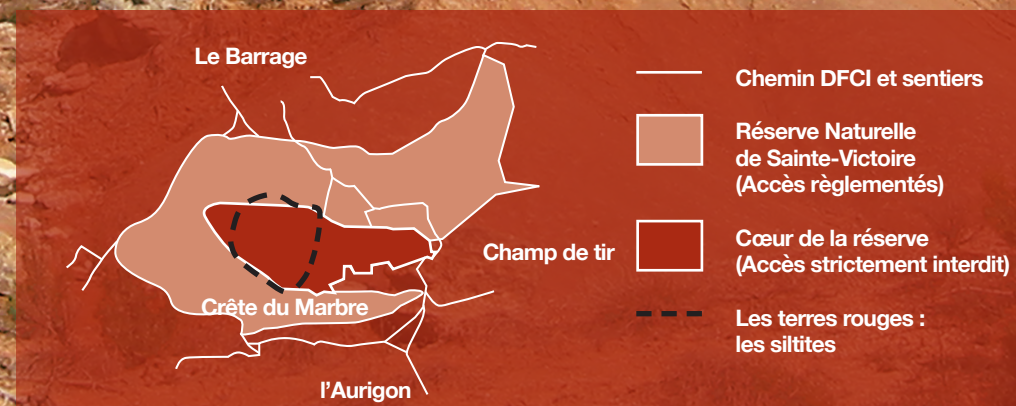 Le Barrage
Champ de tir
Crête du Marbre
l'Aurigon
Chemin DFCI et sentiers
Réserve Naturelle
de Sainte-Victoire
(Accès règlementés)
Cœur de la réserve
(Accès strictement interdit)
Les terres rouges :
les siltites